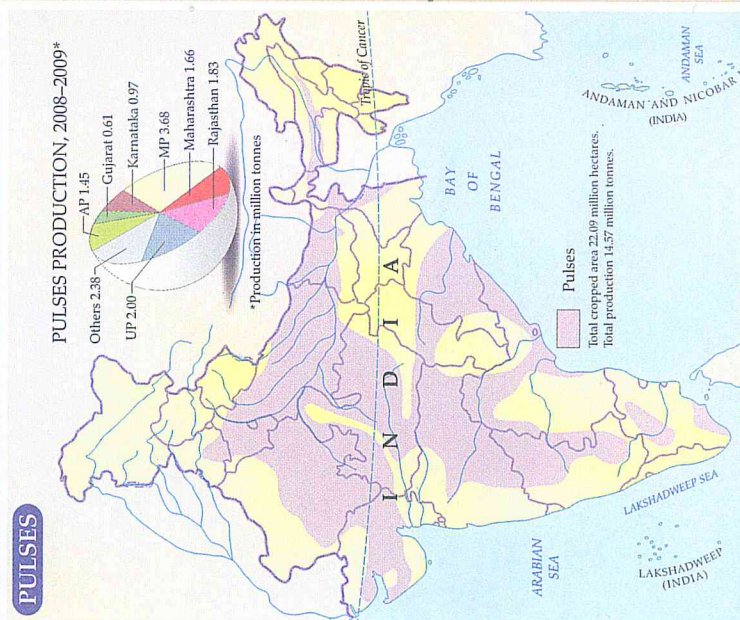 PULSES
PULSES PRODUCTION, 2008-2009*
AP 1.45
Gujarat 0.61
Karnataka 0.97
MP 3.68
Maharashtra 1.66
Rajasthan 1.83
Others 2.38
UP 2.00
*Production in million tonnes
Tropic of Cancer
I N D I A
BAY
OF
BENGAL
ARABIAN
SEA
LAKSHADWEEP SEA
LAKSHADWEEP
(INDIA)
ANDAMAN
SEA
ANDAMAN AND NICOBAR
(INDIA)
Pulses
Total cropped area 22.09 million hectares.
Total production 14.57 million tonnes.